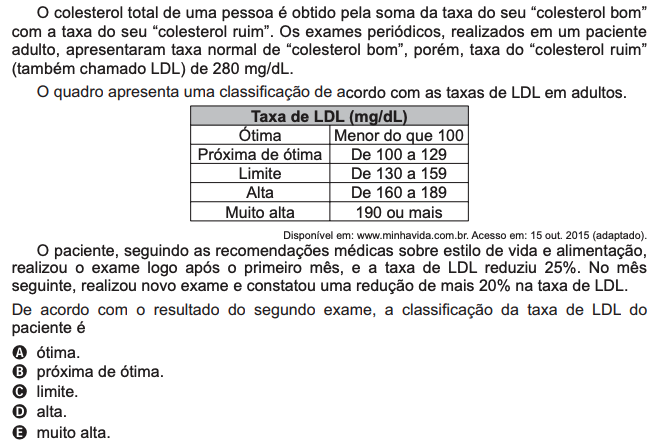 O colesterol total de uma pessoa é obtido pela soma da taxa do seu “colesterol bom”
com a taxa do seu “colesterol ruim”. Os exames periódicos, realizados em um paciente
adulto, apresentaram taxa normal de “colesterol bom”, porém, taxa do “colesterol ruim”
(também chamado LDL) de 280 mg/dL.
O quadro apresenta uma classificação de acordo com as taxas de LDL em adultos.
Taxa de LDL (mg/dL)
Ótima Menor do que 100
Próxima de ótima De 100 a 129
Limite De 130 a 159
Alta De 160 a 189
Muito alta 190 ou mais
Disponível em: www.minhavida.com.br. Acesso em: 15 out. 2015 (adaptado).
O paciente, seguindo as recomendações médicas sobre estilo de vida e alimentação,
realizou o exame logo após o primeiro mês, e a taxa de LDL reduziu 25%. No mês
seguinte, realizou novo exame e constatou uma redução de mais 20% na taxa de LDL.
De acordo com o resultado do segundo exame, a classificação da taxa de LDL do
paciente é
A ótima.
B próxima de ótima.
C limite.
D alta.
E muito alta.